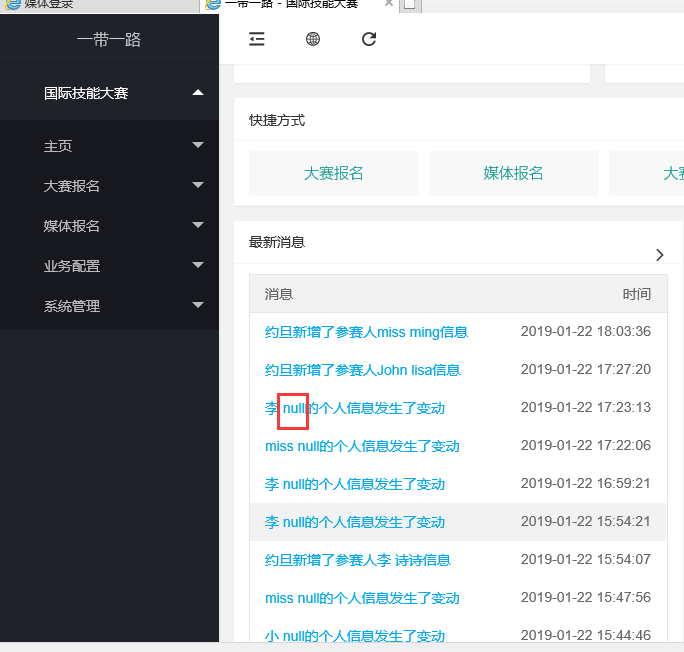 媒体登录
一带一路 - 国际技能大赛
一带一路
国际技能大赛
主页
大赛报名
媒体报名
业务配置
系统管理
快捷方式
大赛报名 媒体报名 大
最新消息
消息 时间
约旦新增了参赛人miss ming信息 2019-01-22 18:03:36
约旦新增了参赛人John lisa信息 2019-01-22 17:27:20
李 null的个人信息发生了变动 2019-01-22 17:23:13
miss null的个人信息发生了变动 2019-01-22 17:22:06
李 null的个人信息发生了变动 2019-01-22 16:59:21
李 null的个人信息发生了变动 2019-01-22 15:54:21
约旦新增了参赛人李 诗诗信息 2019-01-22 15:54:07
miss null的个人信息发生了变动 2019-01-22 15:47:56
小 null的个人信息发生了变动 2019-01-22 15:44:46